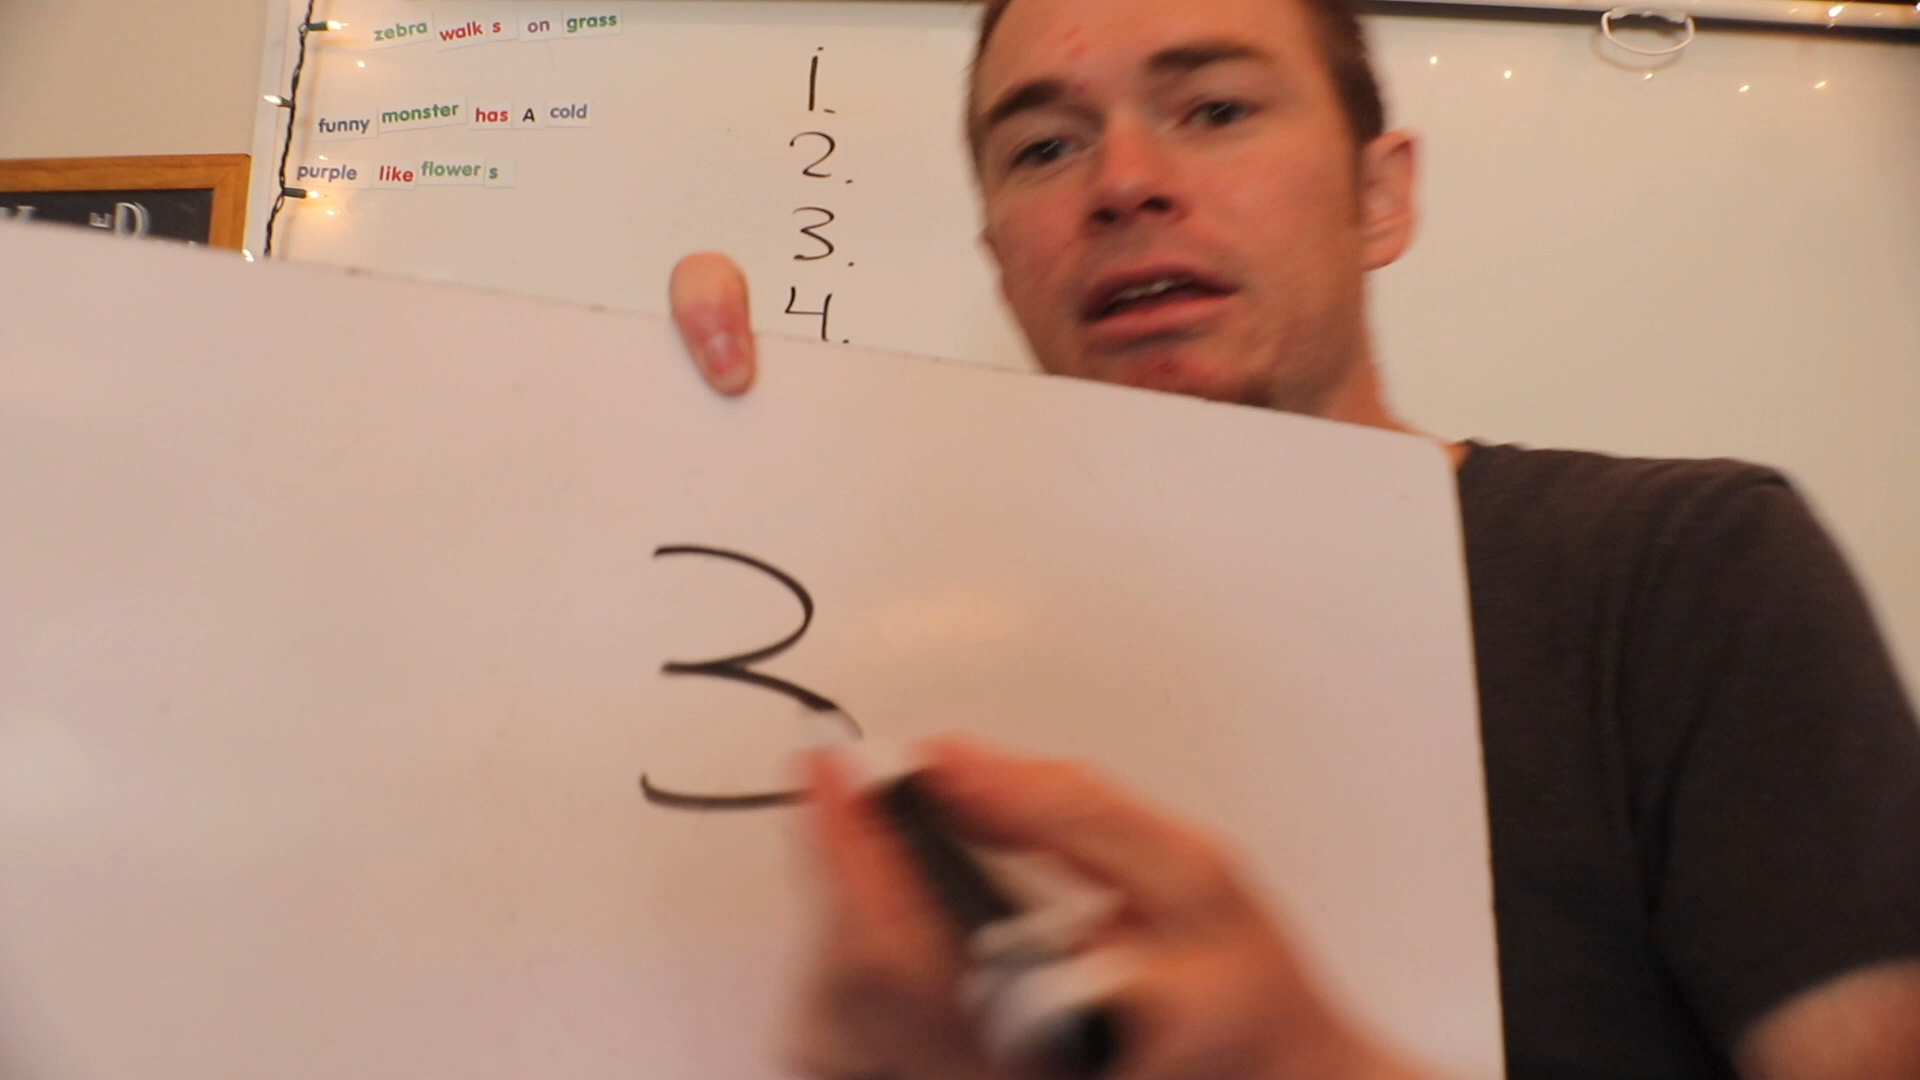 zebra walk s on grass
funny monster has A cold
purple like flower s
1.
2.
3.
4.
3